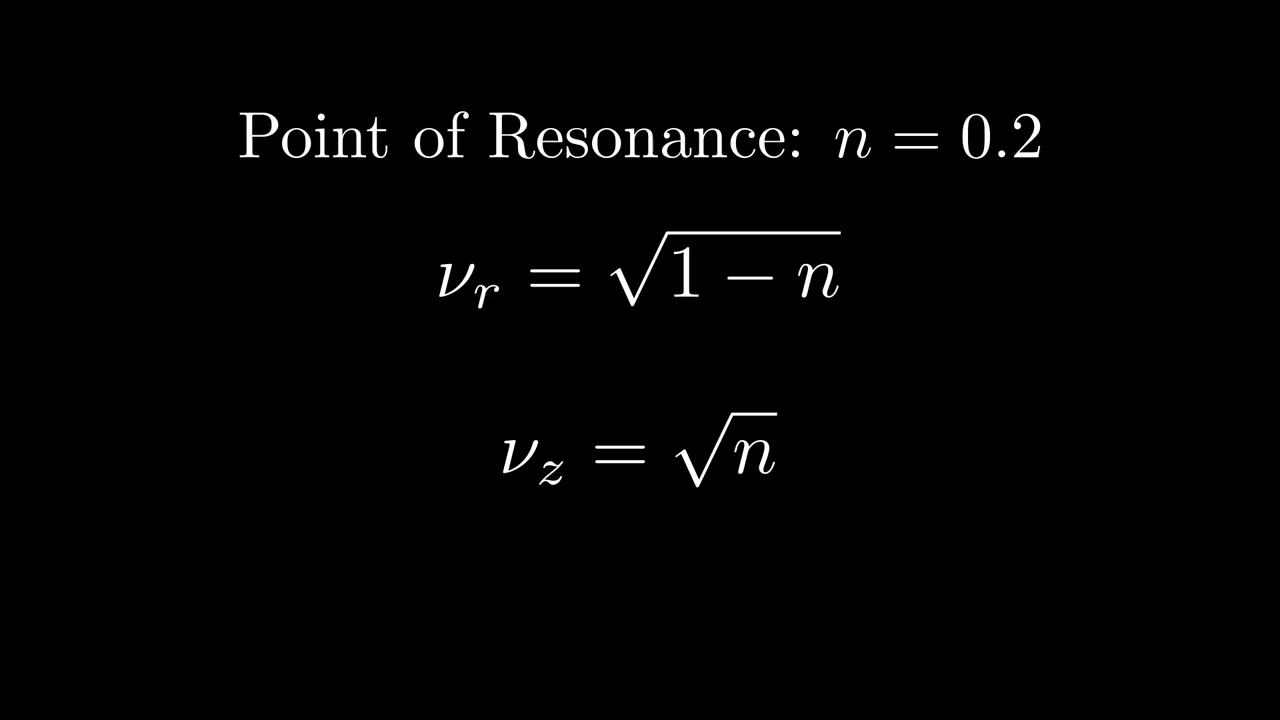 Point of Resonance: n = 0.2
ν_r = √(1 − n)
ν_z = √n